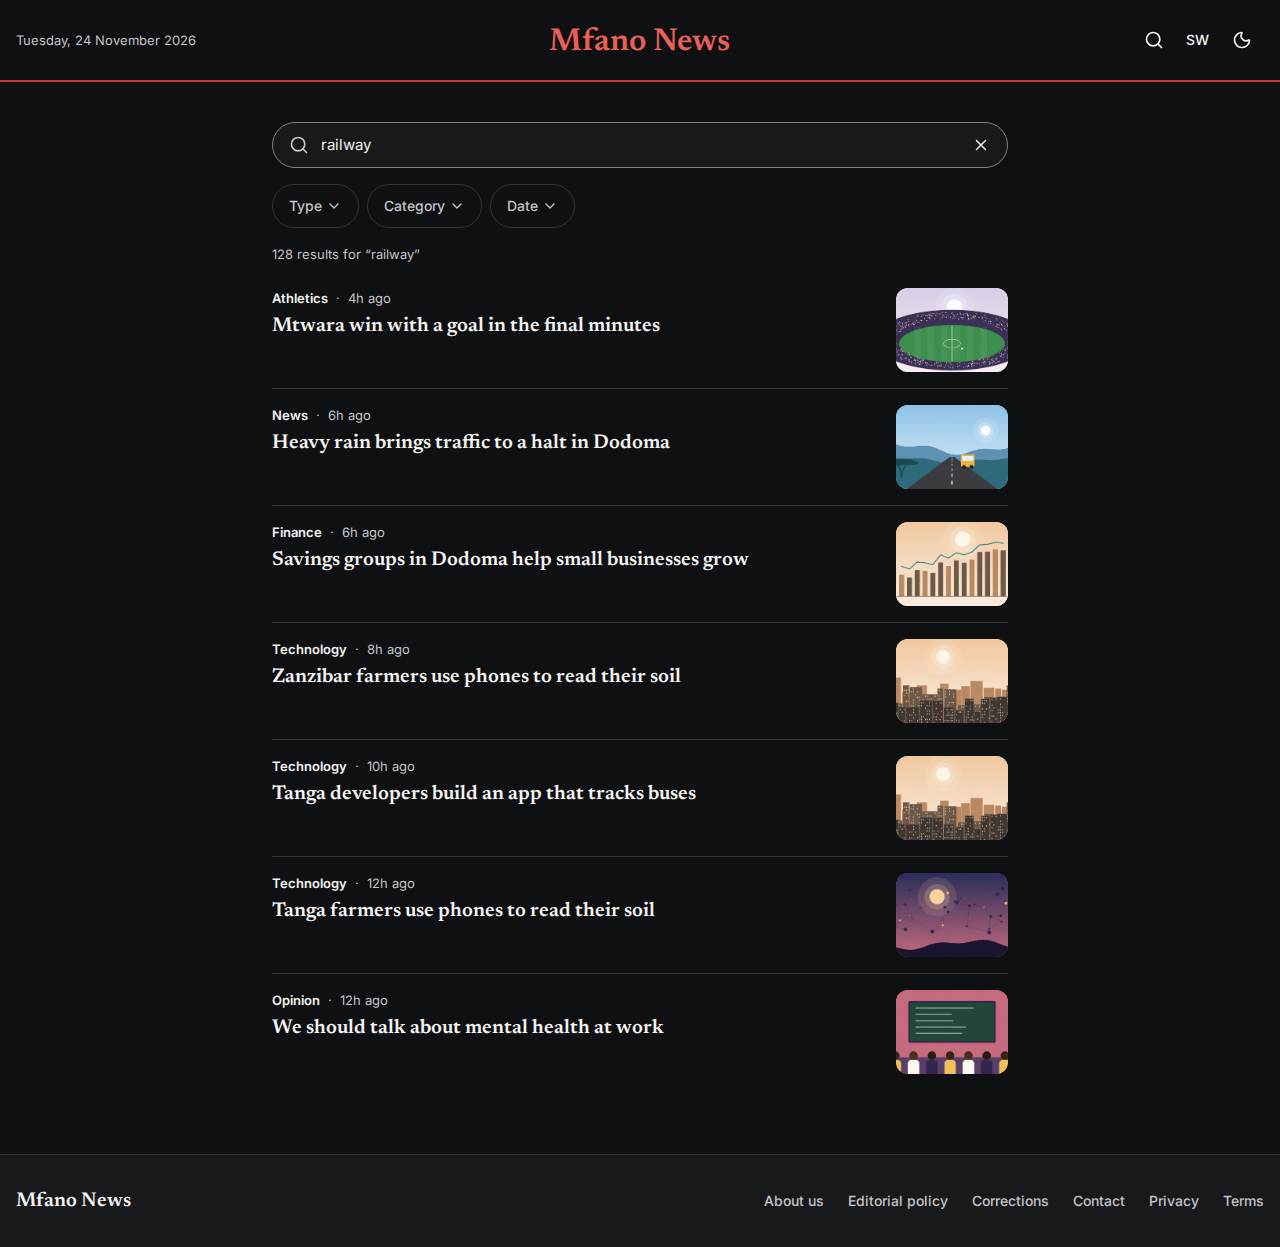 Tuesday, 24 November 2026
Mfano News
SW
railway
Type
Category
Date
128 results for “railway”
Athletics · 4h ago
Mtwara win with a goal in the final minutes
News · 6h ago
Heavy rain brings traffic to a halt in Dodoma
Finance · 6h ago
Savings groups in Dodoma help small businesses grow
Technology · 8h ago
Zanzibar farmers use phones to read their soil
Technology · 10h ago
Tanga developers build an app that tracks buses
Technology · 12h ago
Tanga farmers use phones to read their soil
Opinion · 12h ago
We should talk about mental health at work
Mfano News
About us
Editorial policy
Corrections
Contact
Privacy
Terms